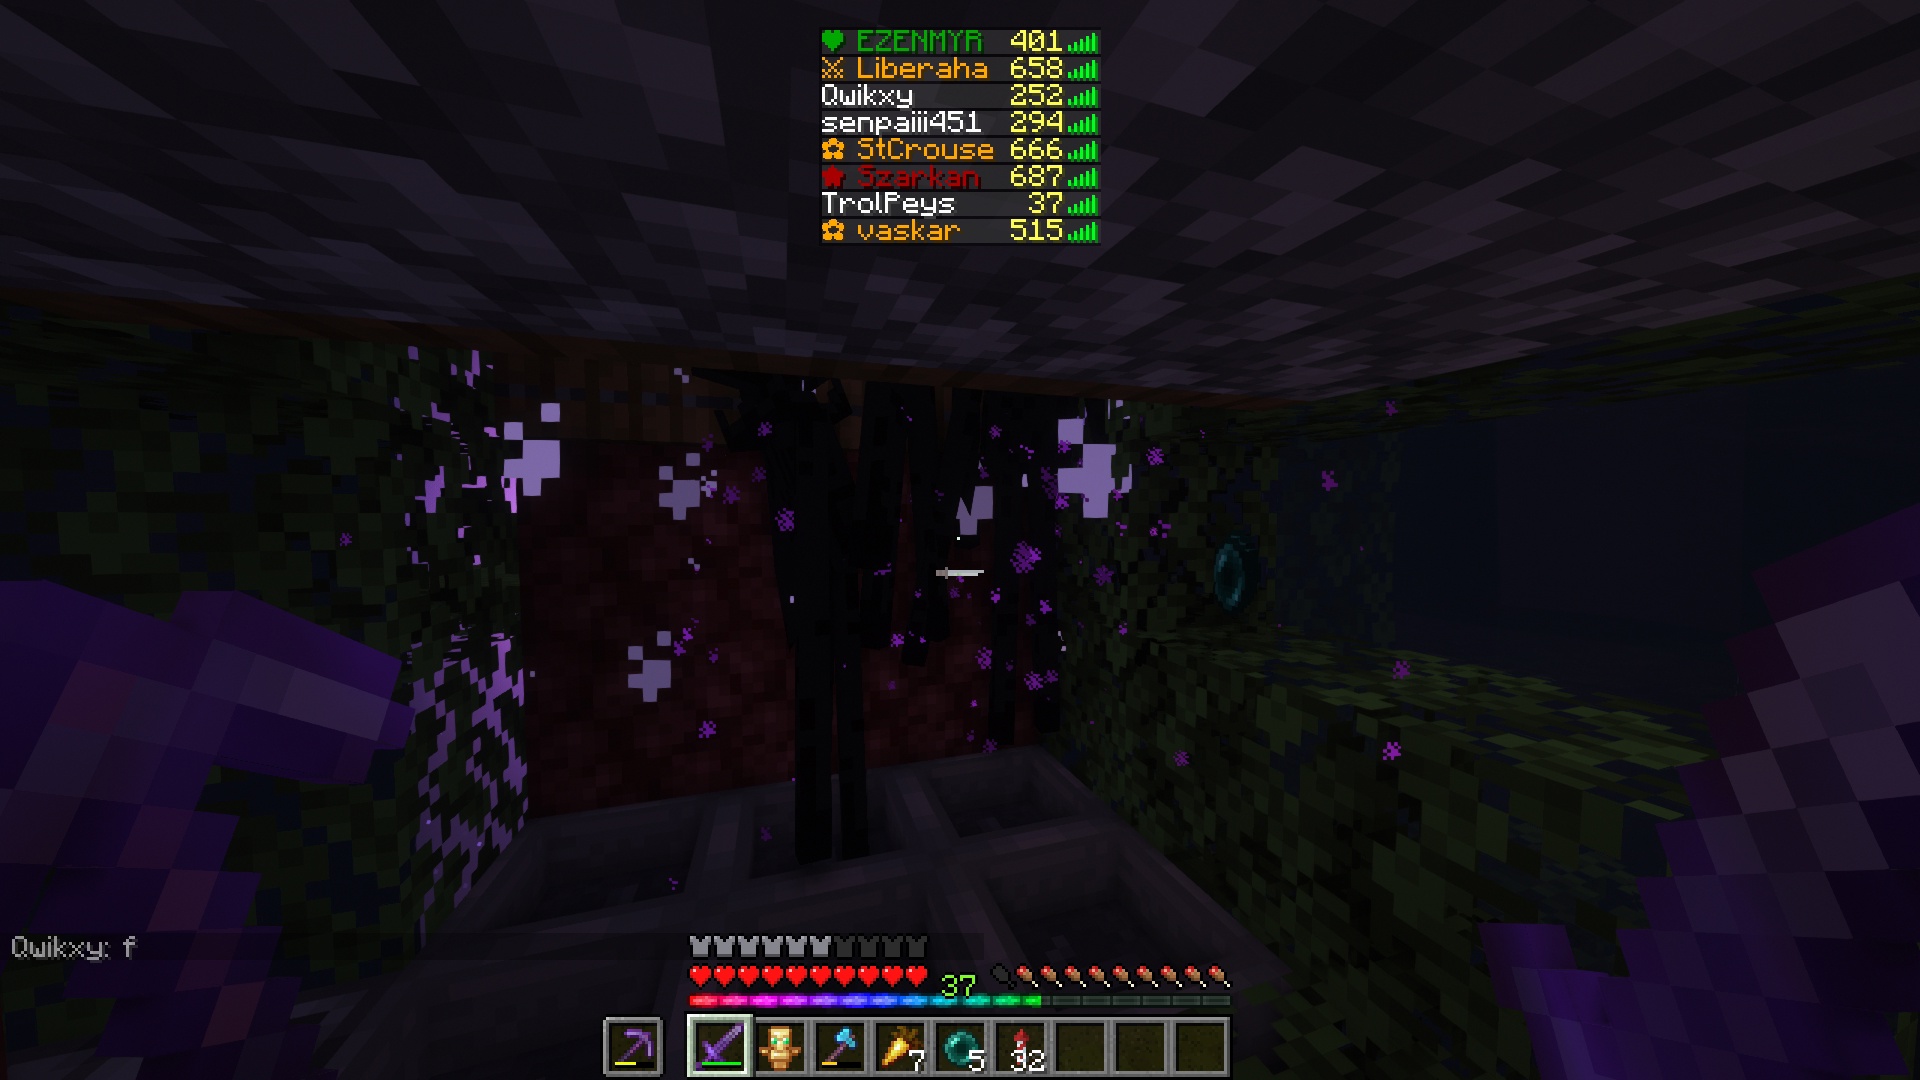 EZENMYR 401
Liberaha 658
Qwikxy 252
senpaiii451 294
StCrouse 666
Szarkan 687
TrolPeys 37
vaskar 515
Qwikxy: f
37
7 5 32